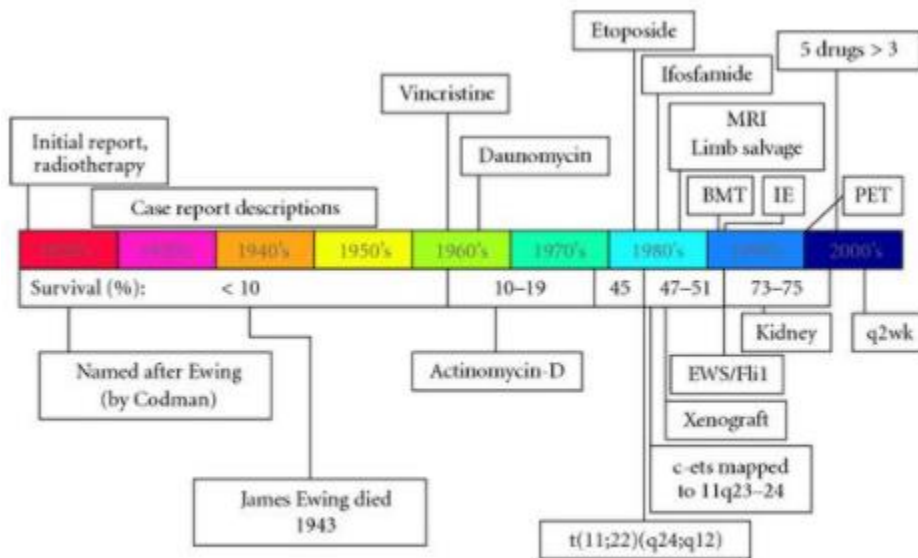 Etoposide
5 drugs > 3
Ifosfamide
Vincristine
MRI
Limb salvage
Initial report,
radiotherapy
Daunomycin
BMT
IE
PET
Case report descriptions
1940's
1950's
1960's
1970's
1980's
2000's
Survival (%):
< 10
10–19
45
47–51
73–75
Kidney
q2wk
Named after Ewing
(by Codman)
Actinomycin-D
EWS/Fli1
Xenograft
c-ets mapped
to 11q23–24
James Ewing died
1943
t(11;22)(q24;q12)